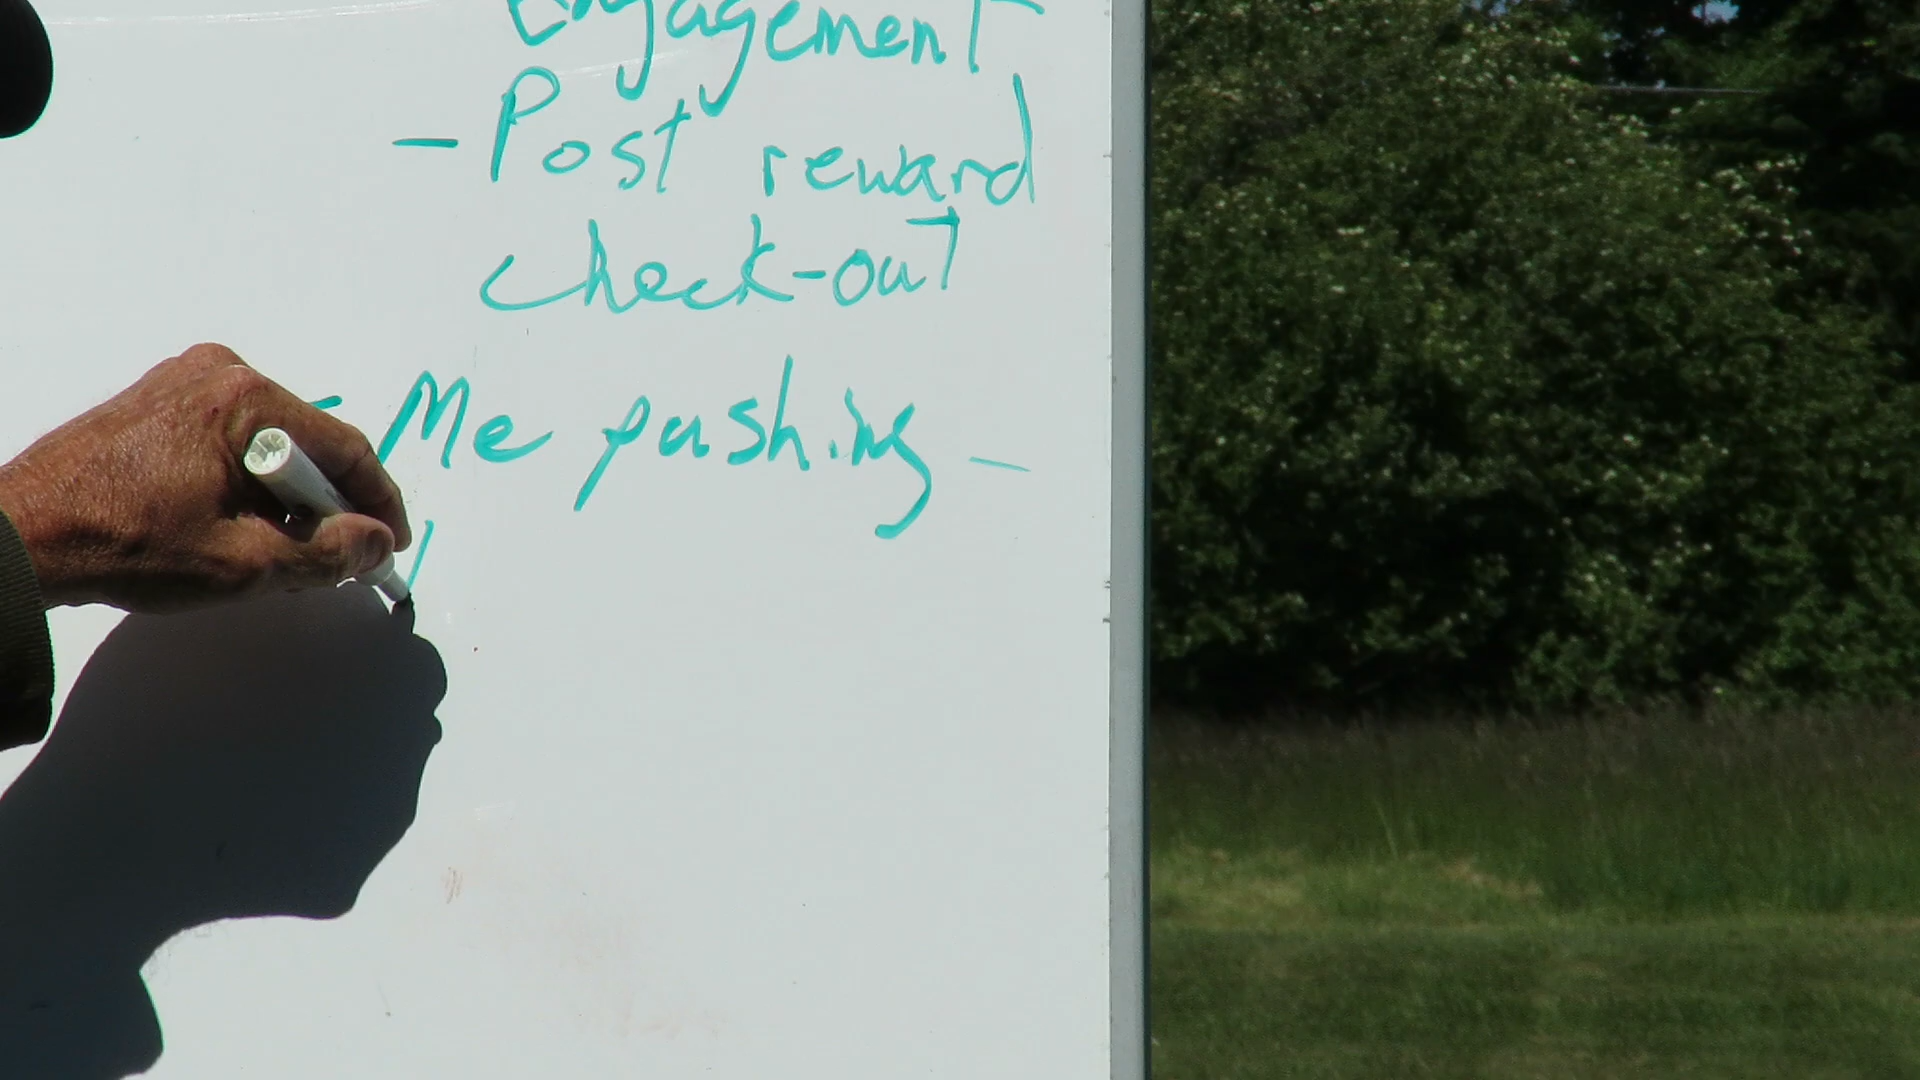 Engagement
- Post reward
check-out
- Me pushing -